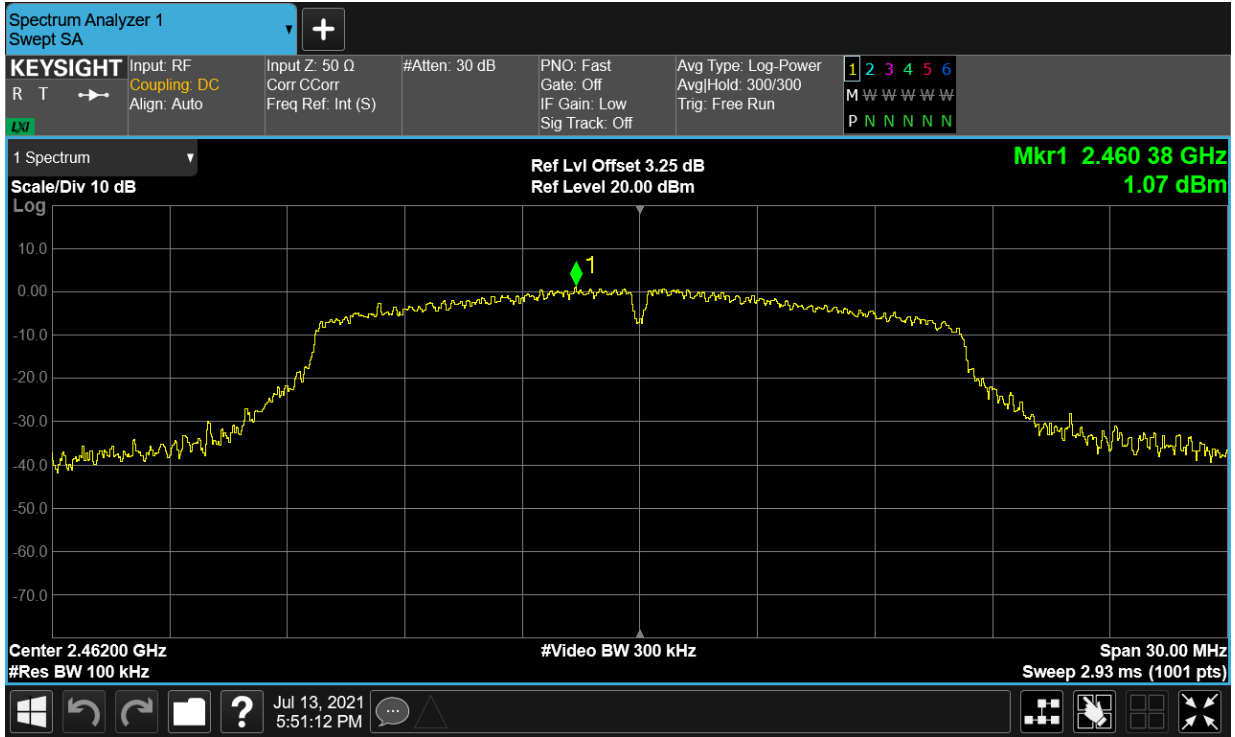 Spectrum Analyzer 1
Swept SA
KEYSIGHT
R T
LXI
Input: RF
Coupling: DC
Align: Auto
Input Z: 50 Ω
Corr CCorr
Freq Ref: Int (S)
#Atten: 30 dB
PNO: Fast
Gate: Off
IF Gain: Low
Sig Track: Off
Avg Type: Log-Power
Avg|Hold: 300/300
Trig: Free Run
1 2 3 4 5 6
M W W W W W
P N N N N N
1 Spectrum
Scale/Div 10 dB
Log
Ref Lvl Offset 3.25 dB
Ref Level 20.00 dBm
Mkr1 2.460 38 GHz
1.07 dBm
1
10.0
0.00
-10.0
-20.0
-30.0
-40.0
-50.0
-60.0
-70.0
Center 2.46200 GHz
#Video BW 300 kHz
Span 30.00 MHz
#Res BW 100 kHz
Sweep 2.93 ms (1001 pts)
?
Jul 13, 2021
5:51:12 PM